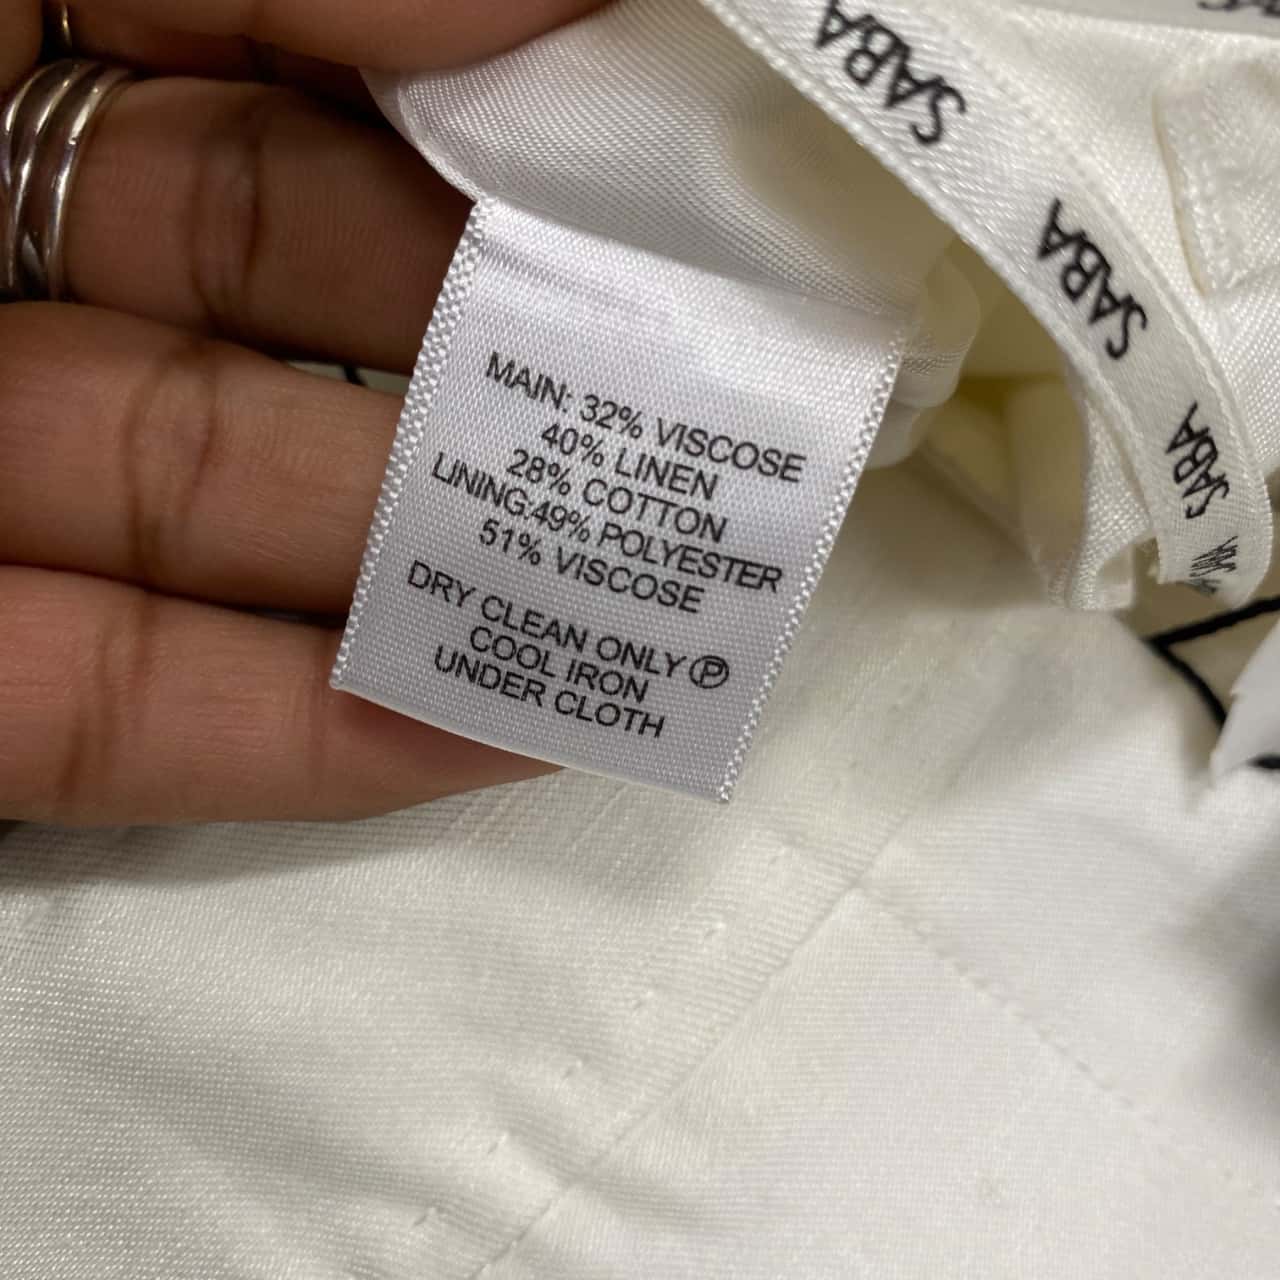 SABA
SABA
SABA
MAIN: 32% VISCOSE
40% LINEN
28% COTTON
LINING:49% POLYESTER
51% VISCOSE
DRY CLEAN ONLY Ⓟ
COOL IRON
UNDER CLOTH